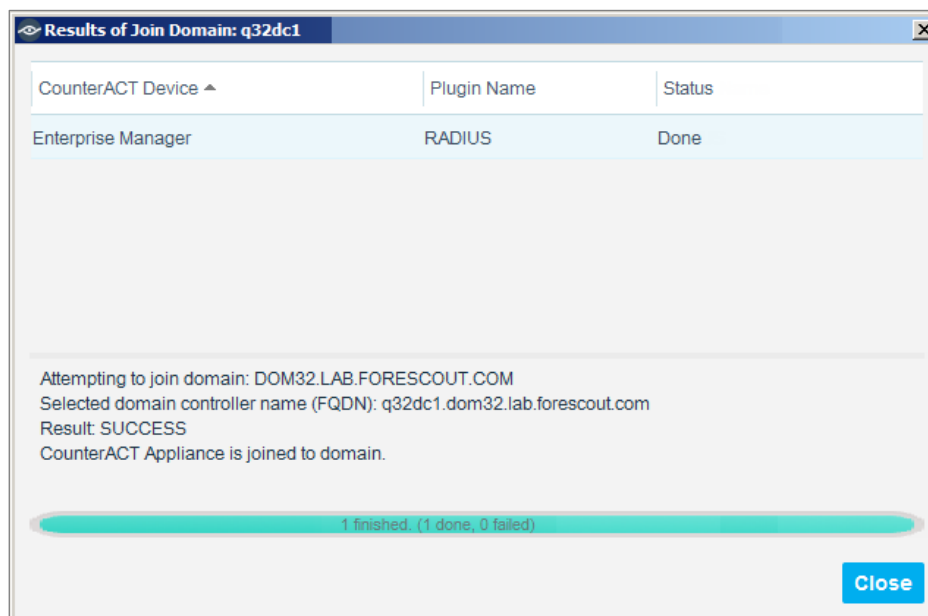 Results of Join Domain: q32dc1
CounterACT Device Plugin Name Status
Enterprise Manager RADIUS Done
Attempting to join domain: DOM32.LAB.FORESCOUT.COM
Selected domain controller name (FQDN): q32dc1.dom32.lab.forescout.com
Result: SUCCESS
CounterACT Appliance is joined to domain.
1 finished. (1 done, 0 failed)
Close